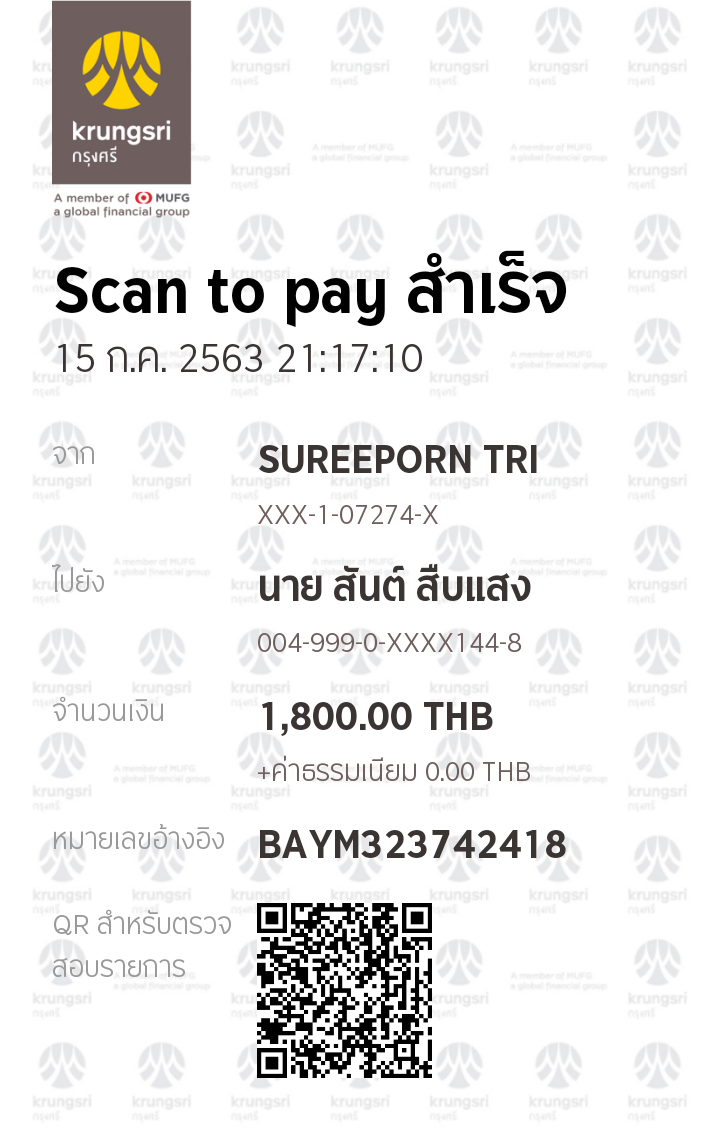 krungsri
กรุงศรี
A member of MUFG
a global financial group
Scan to pay สำเร็จ
15 ก.ค. 2563 21:17:10
จาก
SUREEPORN TRI
XXX-1-07274-X
ไปยัง
นาย สันต์ สืบแสง
004-999-0-XXXX144-8
จำนวนเงิน
1,800.00 THB
+ค่าธรรมเนียม 0.00 THB
หมายเลขอ้างอิง
BAYM323742418
QR สำหรับตรวจ
สอบรายการ